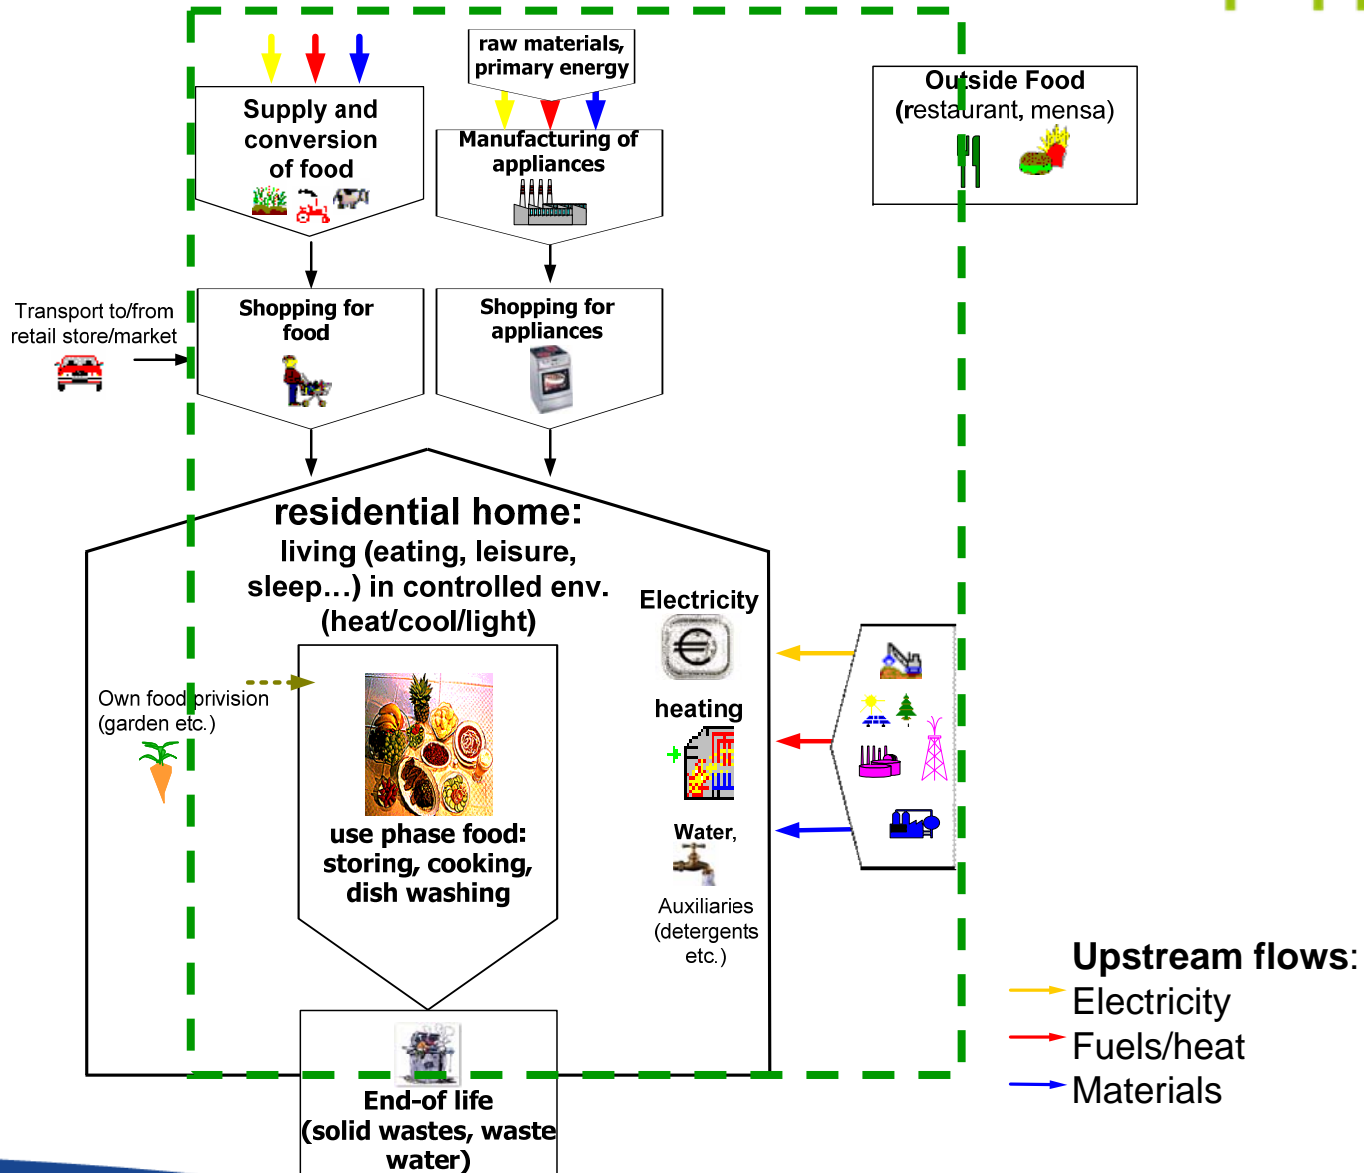 raw materials,
primary energy
Outside Food
(restaurant, mensa)
Supply and
conversion
of food
Manufacturing of
appliances
Transport to/from
retail store/market
Shopping for
food
Shopping for
appliances
residential home:
living (eating, leisure,
sleep...) in controlled env.
(heat/cool/light)
Electricity
€
Own food privision
(garden etc.)
heating
use phase food:
storing, cooking,
dish washing
Water,
Auxiliaries
(detergents
etc.)
Upstream flows:
Electricity
Fuels/heat
Materials
End-of life
(solid wastes, waste
water)